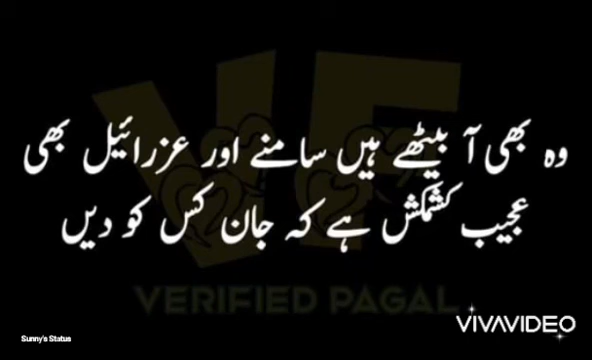 وہ بھی آ بیٹھے ہیں سامنے اور عزرائیل بھی
عجیب کشمکش ہے کہ جان کس کو دیں
VF
VERIFIED PAGAL
Sunny's Status
VIVAVIDEO